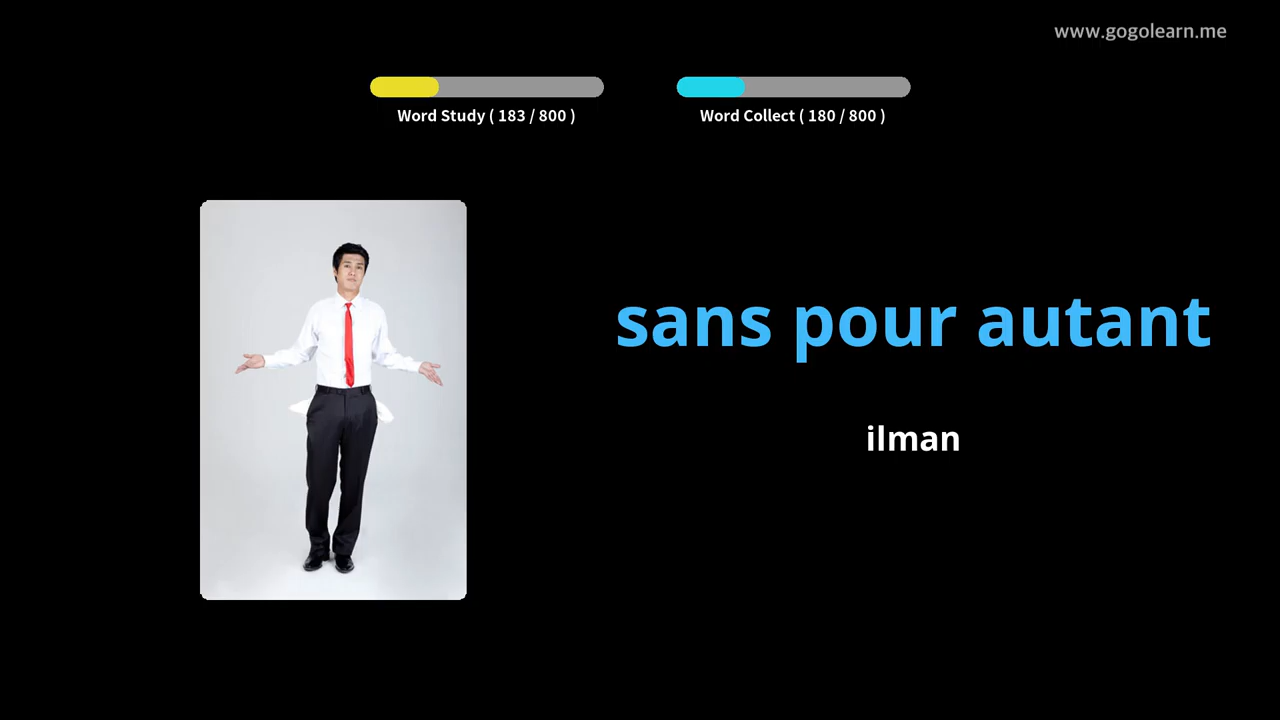 www.gogolearn.me
Word Study ( 183 / 800 )
Word Collect ( 180 / 800 )
sans pour autant
ilman